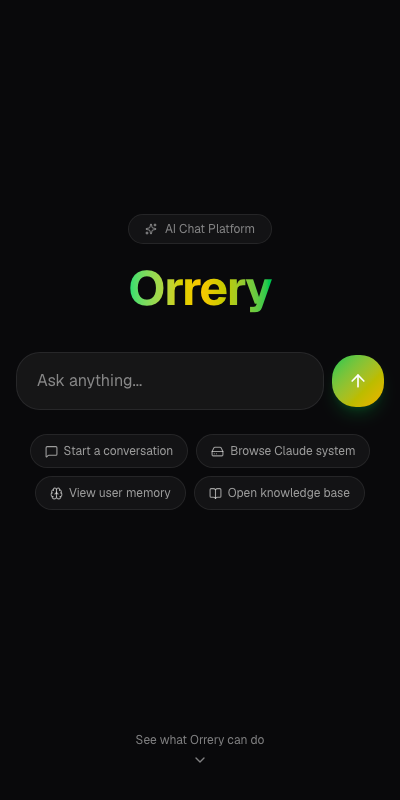 AI Chat Platform
Orrery
Ask anything...
Start a conversation
Browse Claude system
View user memory
Open knowledge base
See what Orrery can do